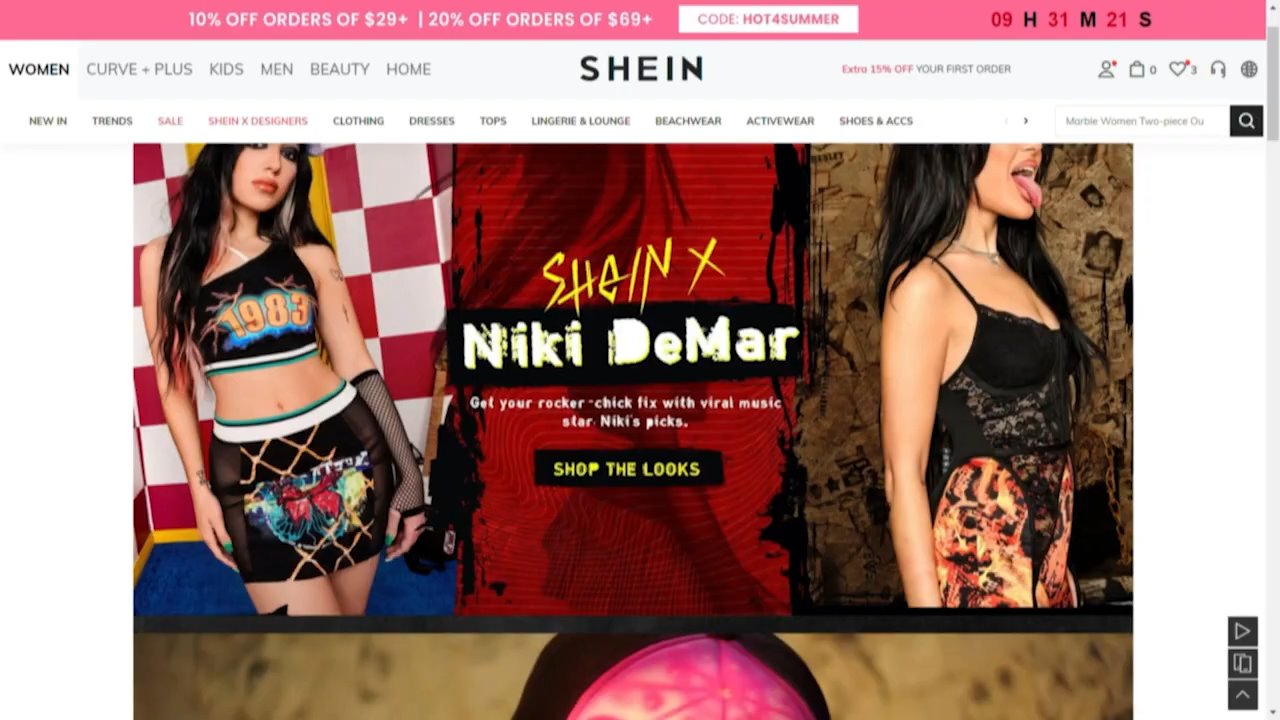 10% OFF ORDERS OF $29+ | 20% OFF ORDERS OF $69+ CODE: HOT4SUMMER 09 H 31 M 21 S
WOMEN CURVE + PLUS KIDS MEN BEAUTY HOME SHEIN Extra 15% OFF YOUR FIRST ORDER 0 3
NEW IN TRENDS SALE SHEIN X DESIGNERS CLOTHING DRESSES TOPS LINGERIE & LOUNGE BEACHWEAR ACTIVEWEAR SHOES & ACCS Marble Women Two-piece Ou
1983
SHEIN X
Niki DeMar
Get your rocker-chick fix with viral music
star Niki's picks.
SHOP THE LOOKS